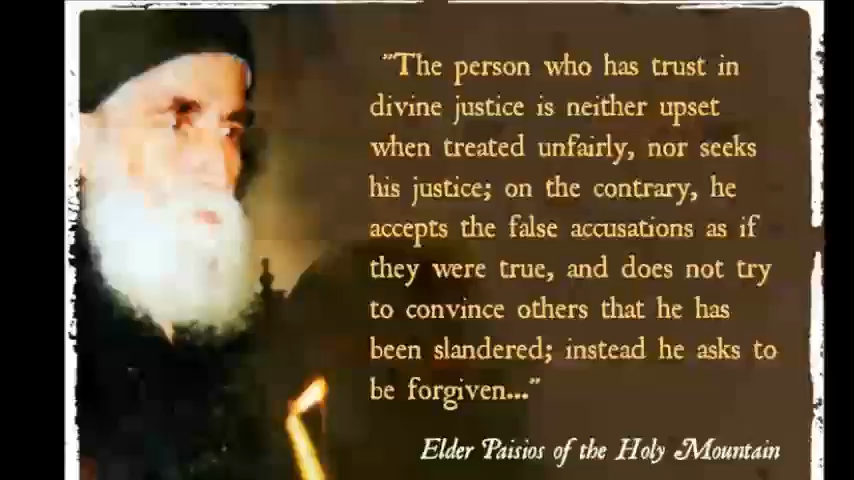 "The person who has trust in
divine justice is neither upset
when treated unfairly, nor seeks
his justice; on the contrary, he
accepts the false accusations as if
they were true, and does not try
to convince others that he has
been slandered; instead he asks to
be forgiven..."
Elder Paisios of the Holy Mountain